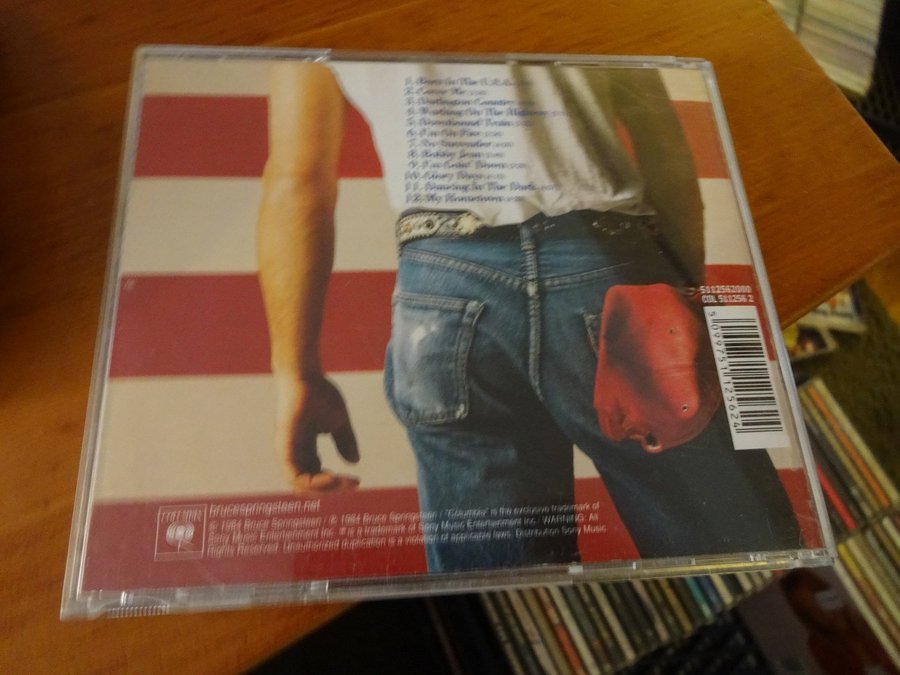 1. Born In The U.S.A.
2. Cover Me
3. Darlington County
4. Working On The Highway
5. Downbound Train
6. I'm On Fire
7. No Surrender
8. Bobby Jean
9. I'm Goin' Down
10. Glory Days
11. Dancing In The Dark
12. My Hometown
5112562000
COL 511256 2
5099751125624
COLUMBIA
brucespringsteen.net
© 1984 Bruce Springsteen / ℗ 1984 Bruce Springsteen / "Columbia" is the exclusive trademark of
Sony Music Entertainment Inc. is a trademark of Sony Music Entertainment Inc. / WARNING: All
Rights Reserved. Unauthorized duplication is a violation of applicable laws. Distribution Sony Music.